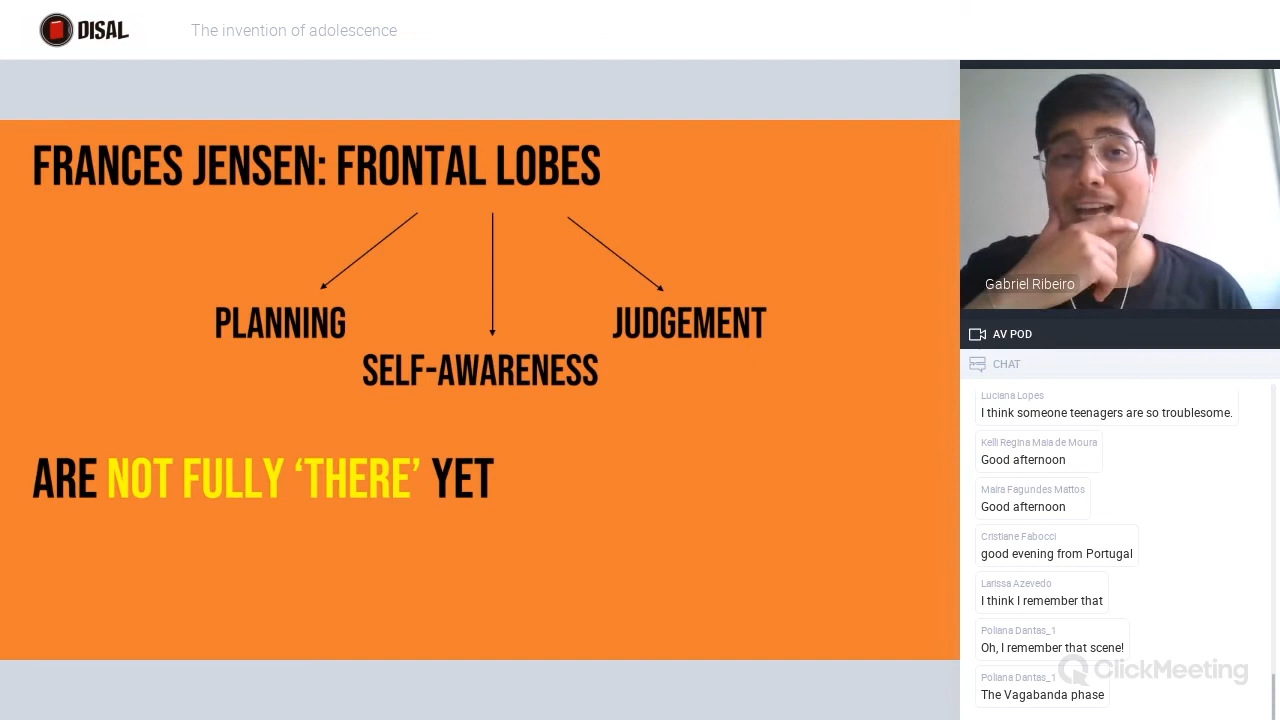 DISAL
The invention of adolescence
FRANCES JENSEN: FRONTAL LOBES
PLANNING
JUDGEMENT
SELF-AWARENESS
ARE NOT FULLY ‘THERE’ YET
Gabriel Ribeiro
AV POD
CHAT
Luciana Lopes
I think someone teenagers are so troublesome.
Kelli Regina Maia de Moura
Good afternoon
Maira Fagundes Mattos
Good afternoon
Cristiane Fabocci
good evening from Portugal
Larissa Azevedo
I think I remember that
Poliana Dantas_1
Oh, I remember that scene!
Poliana Dantas_1
The Vagabanda phase
ClickMeeting